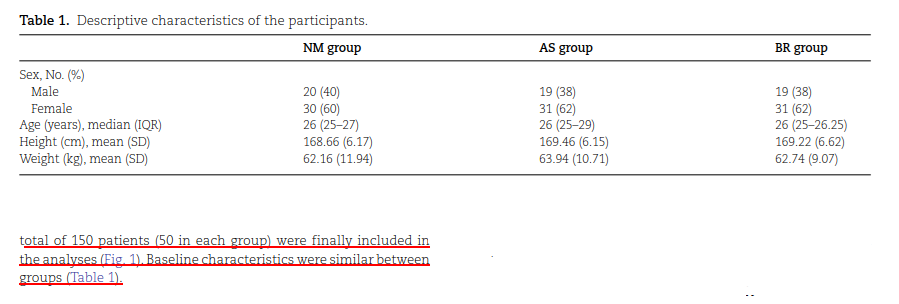 Table 1. Descriptive characteristics of the participants.
NM group AS group BR group
Sex, No. (%)
Male 20 (40) 19 (38) 19 (38)
Female 30 (60) 31 (62) 31 (62)
Age (years), median (IQR) 26 (25–27) 26 (25–29) 26 (25–26.25)
Height (cm), mean (SD) 168.66 (6.17) 169.46 (6.15) 169.22 (6.62)
Weight (kg), mean (SD) 62.16 (11.94) 63.94 (10.71) 62.74 (9.07)
total of 150 patients (50 in each group) were finally included in
the analyses (Fig. 1). Baseline characteristics were similar between
groups (Table 1).